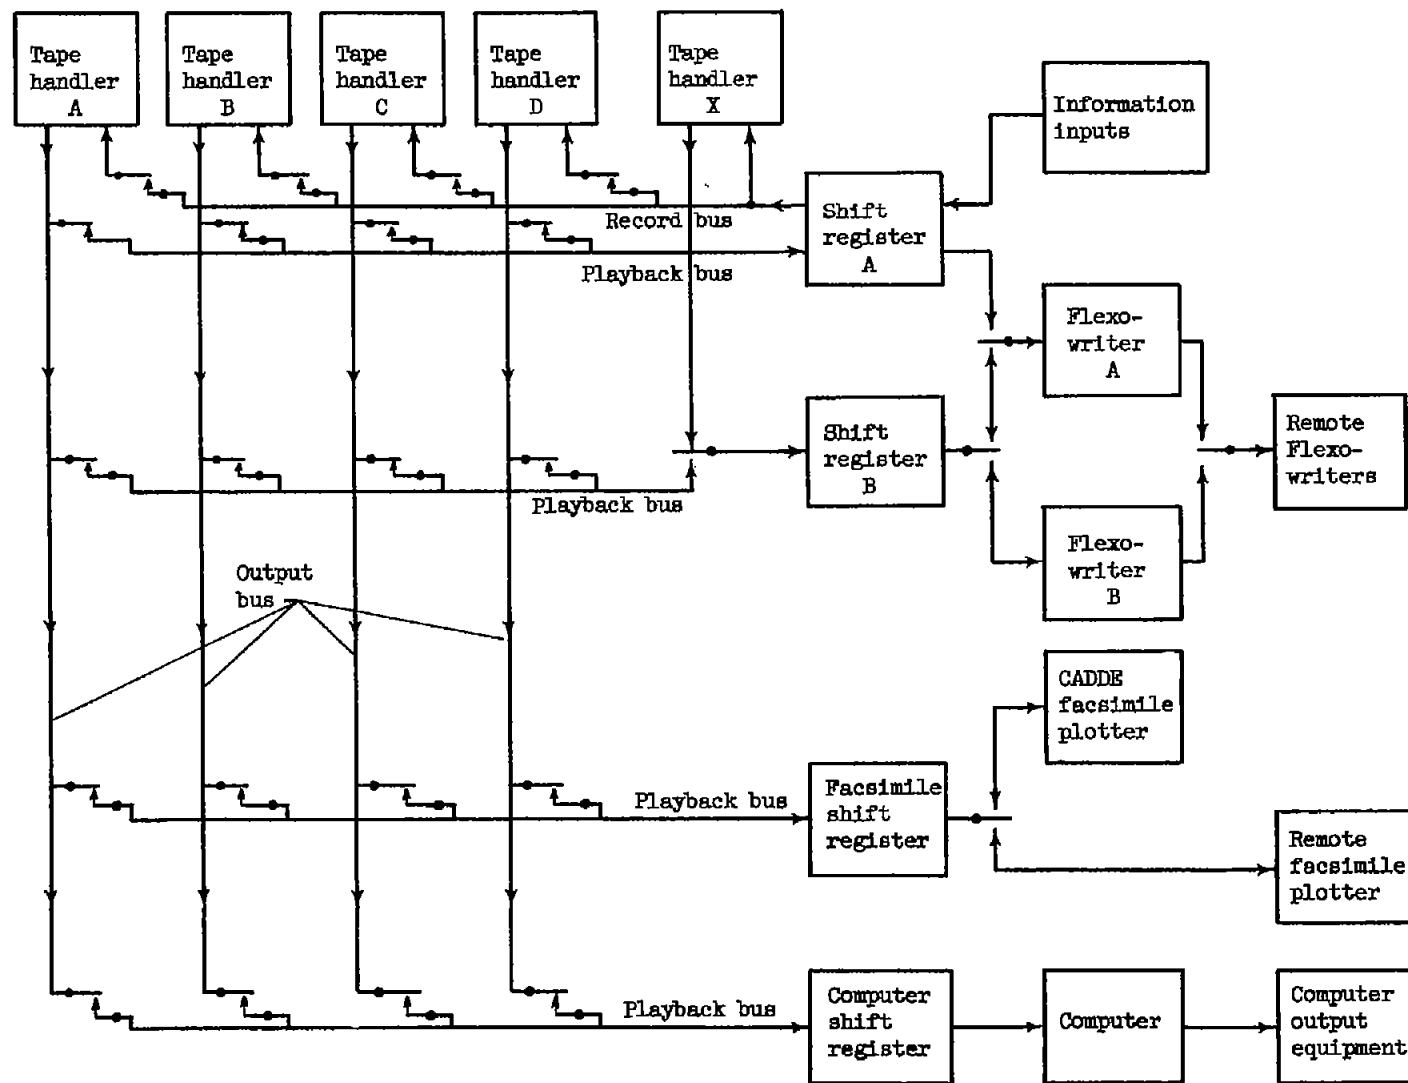 Tape
handler
A
Tape
handler
B
Tape
handler
C
Tape
handler
D
Tape
handler
X
Information
inputs
Record bus
Shift
register
A
Playback bus
Flexo-
writer
A
Shift
register
B
Remote
Flexo-
writers
Playback bus
Flexo-
writer
B
Output
bus
CADDE
facsimile
plotter
Playback bus
Facsimile
shift
register
Remote
facsimile
plotter
Playback bus
Computer
shift
register
Computer
Computer
output
equipment